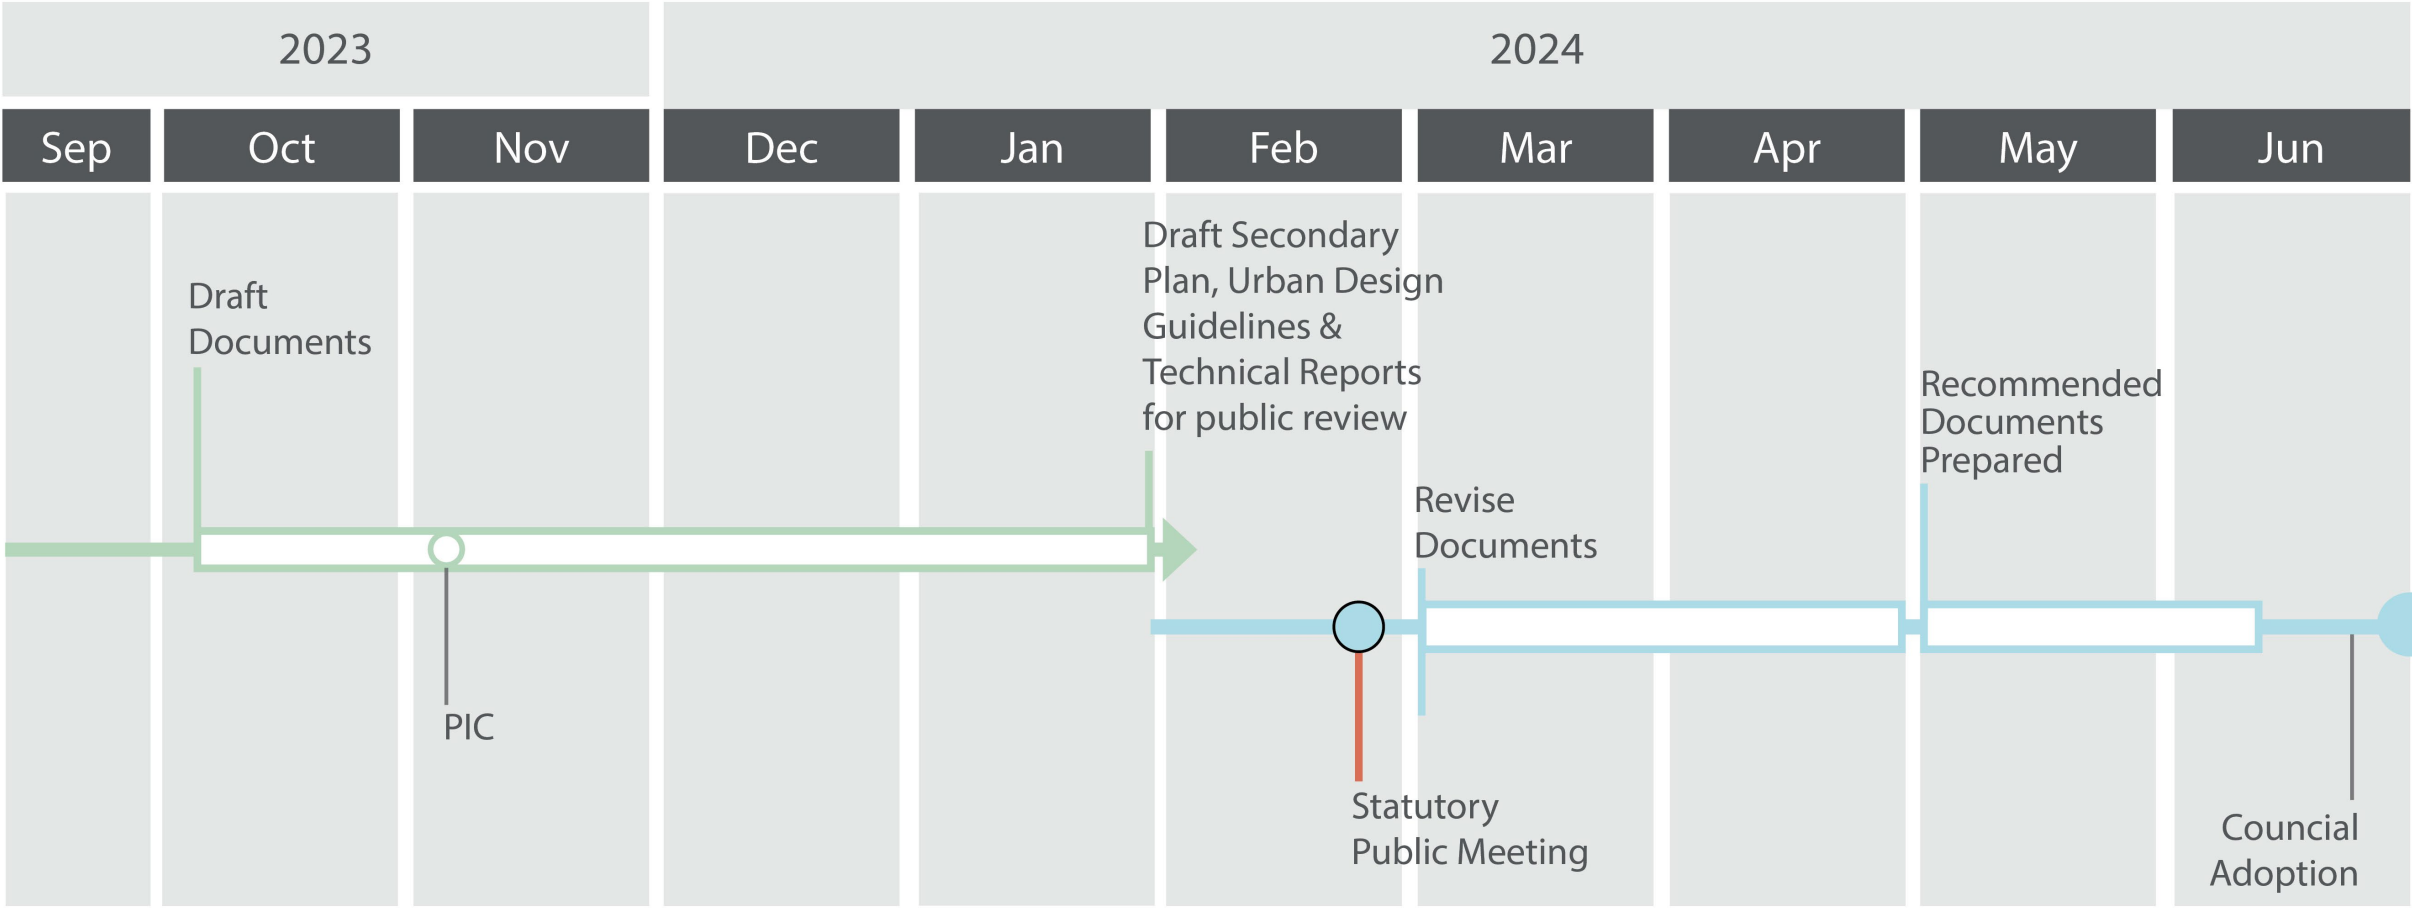 2023
2024
Sep
Oct
Nov
Dec
Jan
Feb
Mar
Apr
May
Jun
Draft
Documents
PIC
Draft Secondary
Plan, Urban Design
Guidelines &
Technical Reports
for public review
Statutory
Public Meeting
Revise
Documents
Recommended
Documents
Prepared
Councial
Adoption